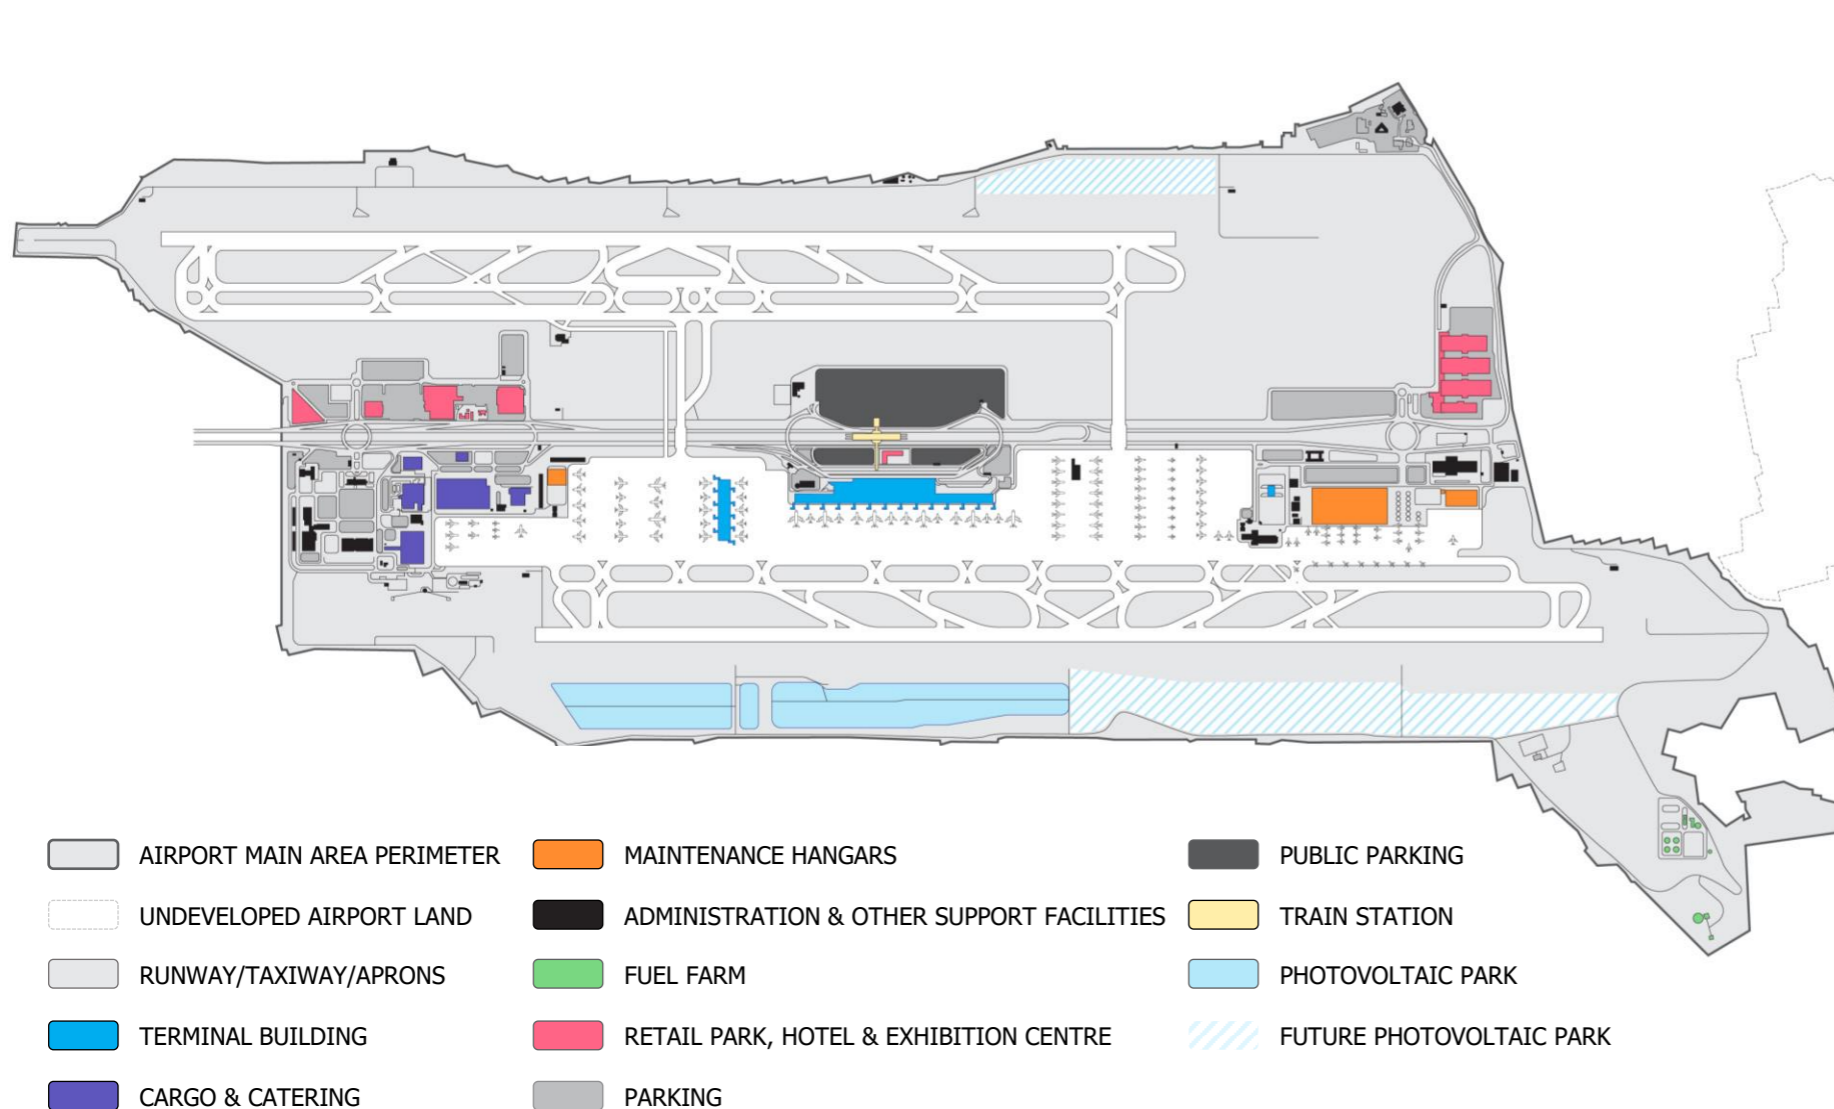 AIRPORT MAIN AREA PERIMETER
MAINTENANCE HANGARS
PUBLIC PARKING
UNDEVELOPED AIRPORT LAND
ADMINISTRATION & OTHER SUPPORT FACILITIES
TRAIN STATION
RUNWAY/TAXIWAY/APRONS
FUEL FARM
PHOTOVOLTAIC PARK
TERMINAL BUILDING
RETAIL PARK, HOTEL & EXHIBITION CENTRE
FUTURE PHOTOVOLTAIC PARK
CARGO & CATERING
PARKING